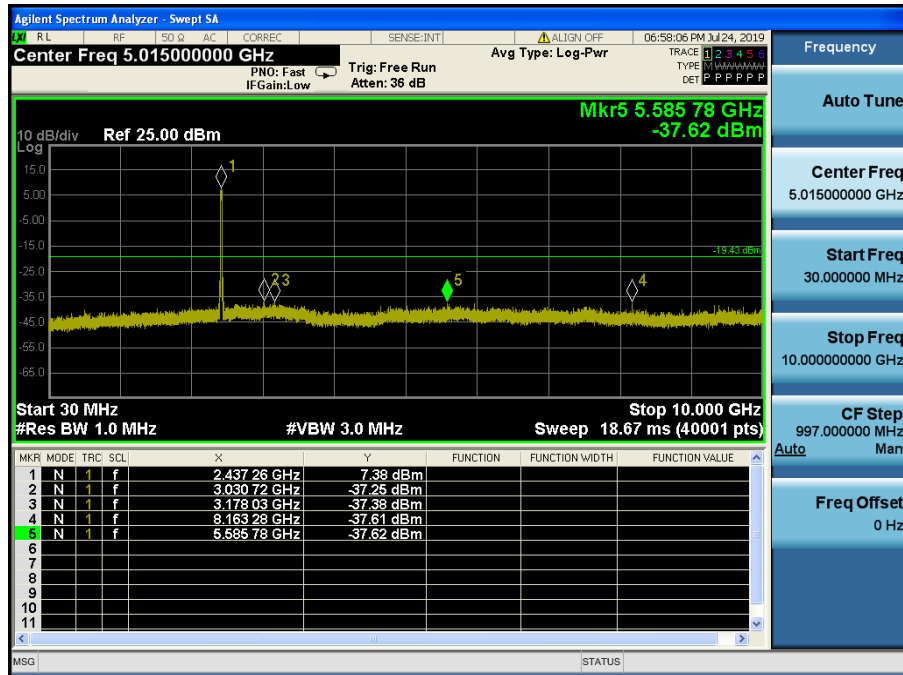 Agilent Spectrum Analyzer - Swept SA
LXI RL RF 50 Ω AC CORREC SENSE:INT ALIGN OFF 06:58:06 PM Jul 24, 2019
Center Freq 5.015000000 GHz
PNO: Fast
IFGain:Low
Trig: Free Run
Atten: 36 dB
Avg Type: Log-Pwr
TRACE 1 2 3 4 5 6
TYPE M WWWWW
DET P P P P P P
Mkr5 5.585 78 GHz
-37.62 dBm
10 dB/div Ref 25.00 dBm
Log
15.0
5.00
-5.00
-15.0
-25.0
-35.0
-45.0
-55.0
-65.0
1
2 3
5
4
-19.43 dBm
Start 30 MHz Stop 10.000 GHz
#Res BW 1.0 MHz #VBW 3.0 MHz Sweep 18.67 ms (40001 pts)
MKR MODE TRC SCL X Y FUNCTION FUNCTION WIDTH FUNCTION VALUE
1 N 1 f 2.437 26 GHz 7.38 dBm
2 N 1 f 3.030 72 GHz -37.25 dBm
3 N 1 f 3.178 03 GHz -37.38 dBm
4 N 1 f 8.163 28 GHz -37.61 dBm
5 N 1 f 5.585 78 GHz -37.62 dBm
6
7
8
9
10
11
MSG STATUS
Frequency
Auto Tune
Center Freq
5.015000000 GHz
Start Freq
30.000000 MHz
Stop Freq
10.000000000 GHz
CF Step
997.000000 MHz
Auto Man
Freq Offset
0 Hz